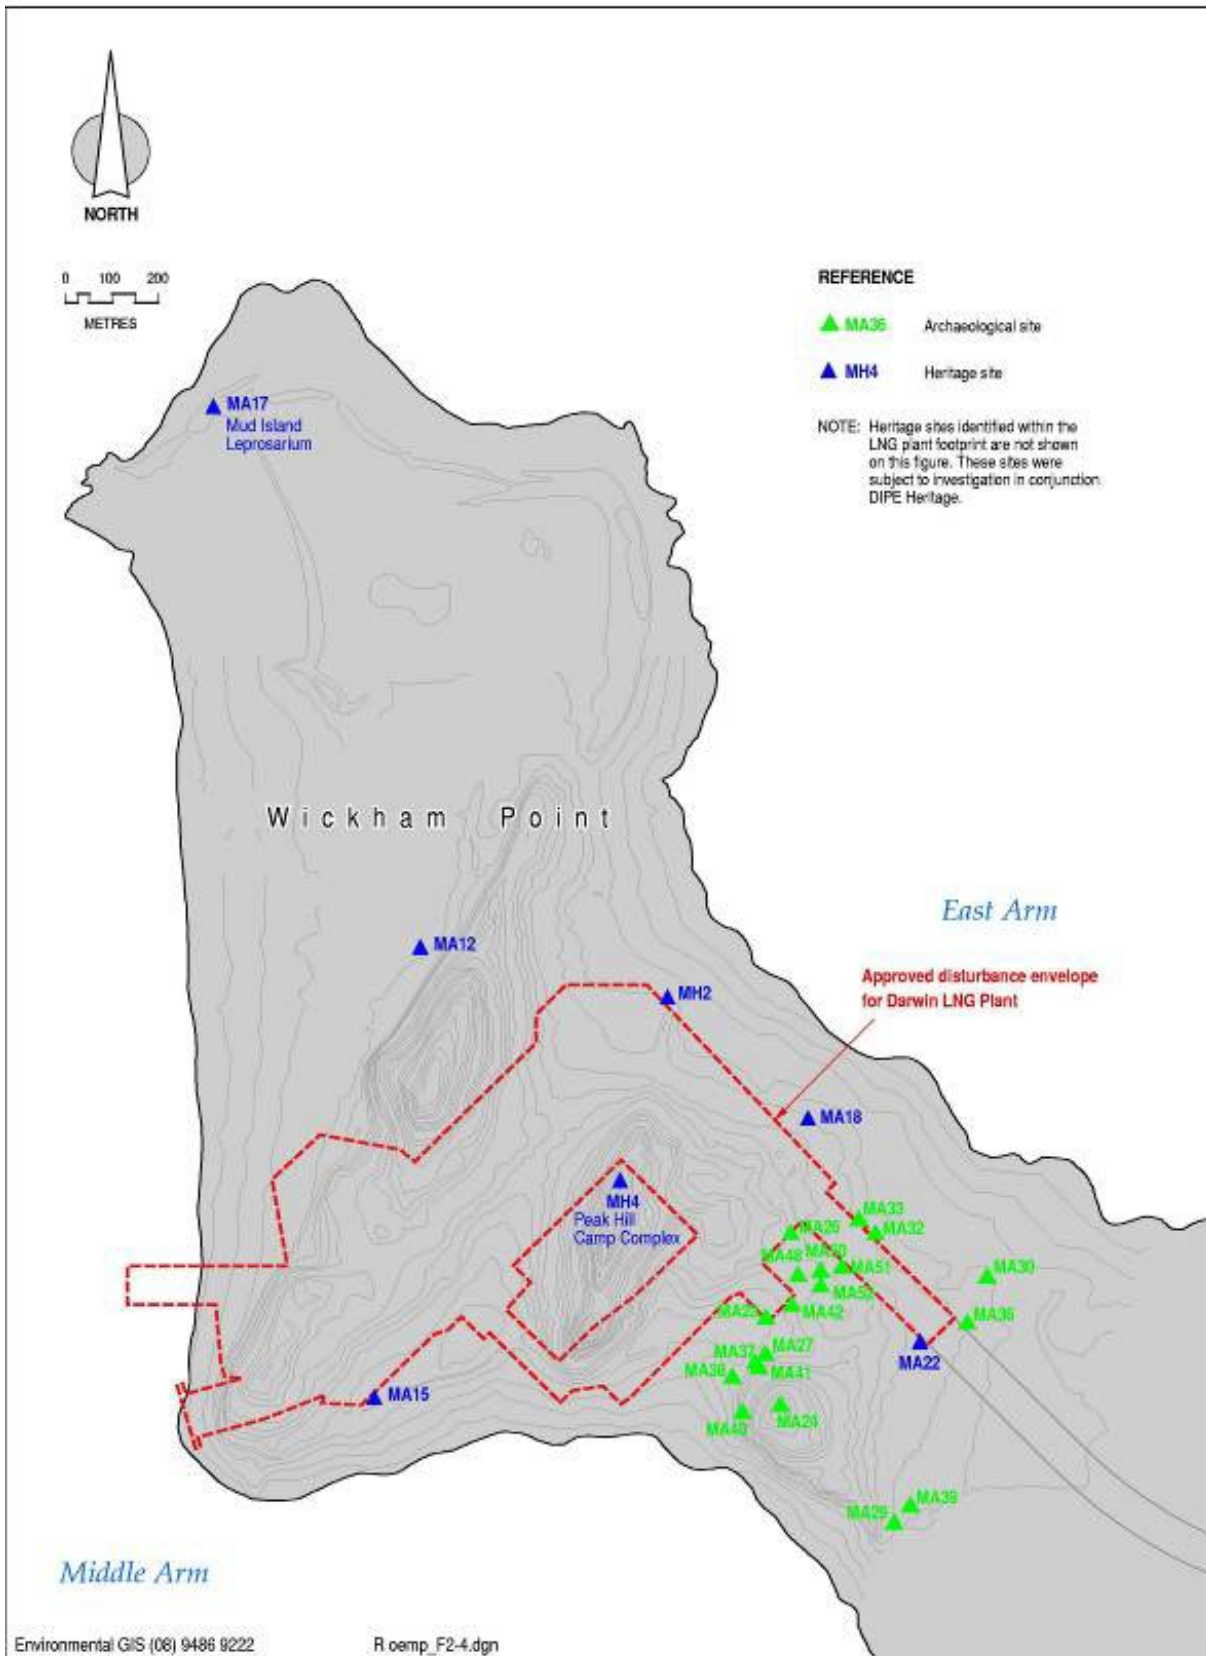 NORTH
0 100 200
METRES
REFERENCE
MA36 Archaeological site
MH4 Heritage site
NOTE: Heritage sites identified within the
LNG plant footprint are not shown
on this figure. These sites were
subject to investigation in conjunction
DIPE Heritage.
MA17
Mud Island
Leprosarium
Wickham Point
East Arm
MA12
Approved disturbance envelope
for Darwin LNG Plant
MH2
MA18
MH4
Peak Hill
Camp Complex
MA33
MA32
MA48
MA51
MA30
MA52
MA42
MA36
MA27
MA37
MA41
MA22
MA15
MA24
MA40
MA39
MA29
Middle Arm
Environmental GIS (08) 9486 9222
R oemp_F2-4.dgn